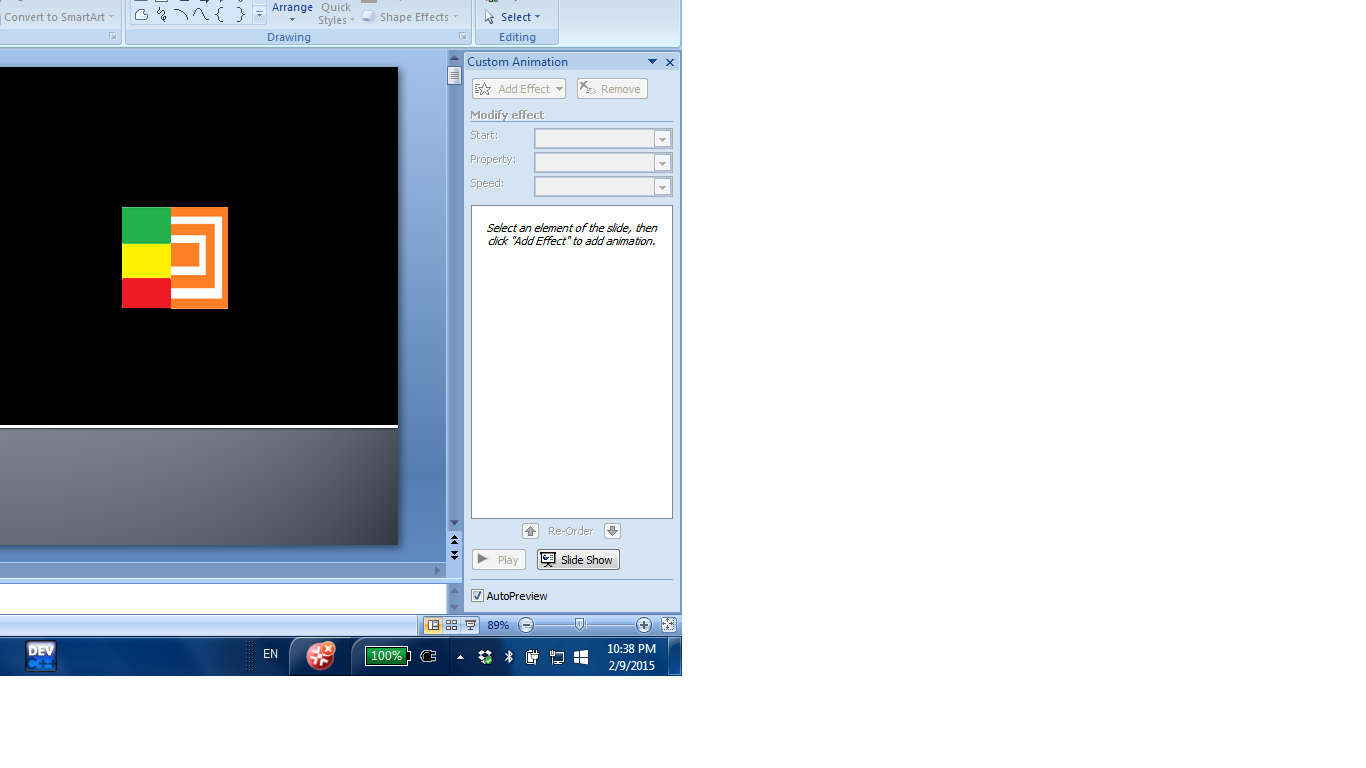 Convert to SmartArt
Arrange
Quick
Styles
Shape Effects
Select
Drawing
Editing
Custom Animation
Add Effect
Remove
Modify effect
Start:
Property:
Speed:
Select an element of the slide, then
click "Add Effect" to add animation.
Re-Order
Play
Slide Show
AutoPreview
89%
DEV
C++
EN
100%
10:38 PM
2/9/2015